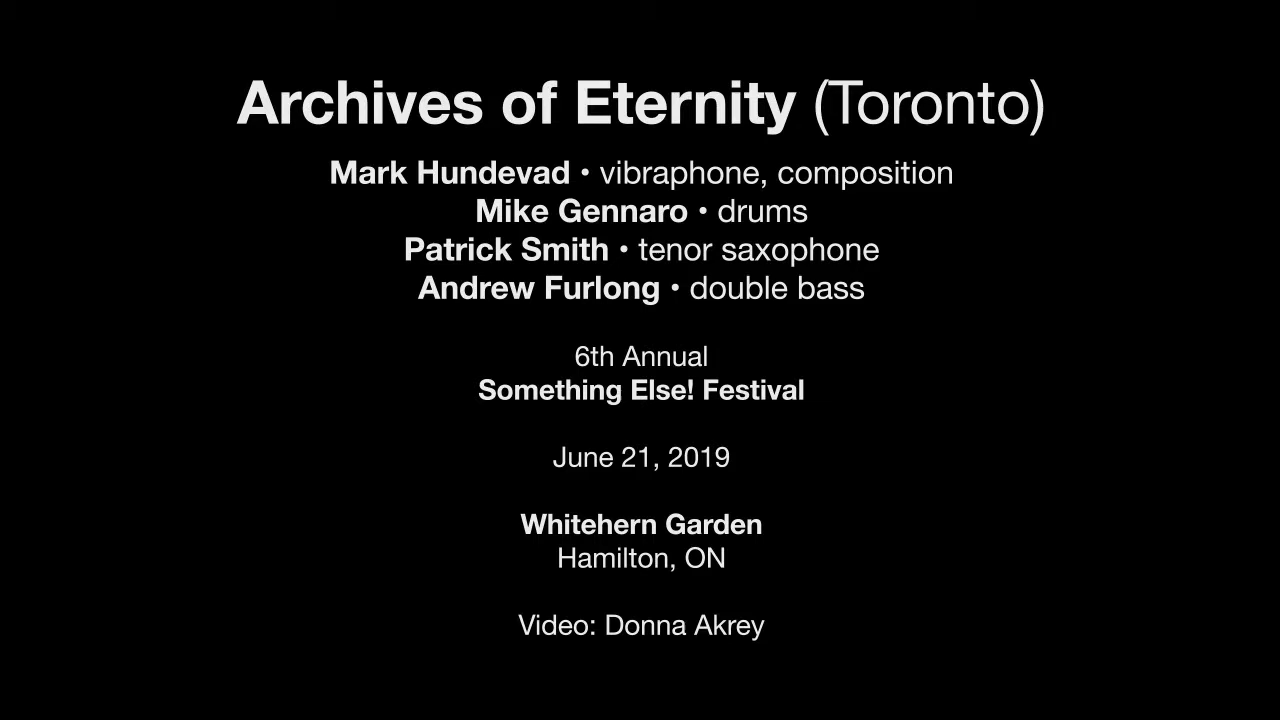 Archives of Eternity (Toronto)
Mark Hundevad • vibraphone, composition
Mike Gennaro • drums
Patrick Smith • tenor saxophone
Andrew Furlong • double bass
6th Annual
Something Else! Festival
June 21, 2019
Whitehern Garden
Hamilton, ON
Video: Donna Akrey